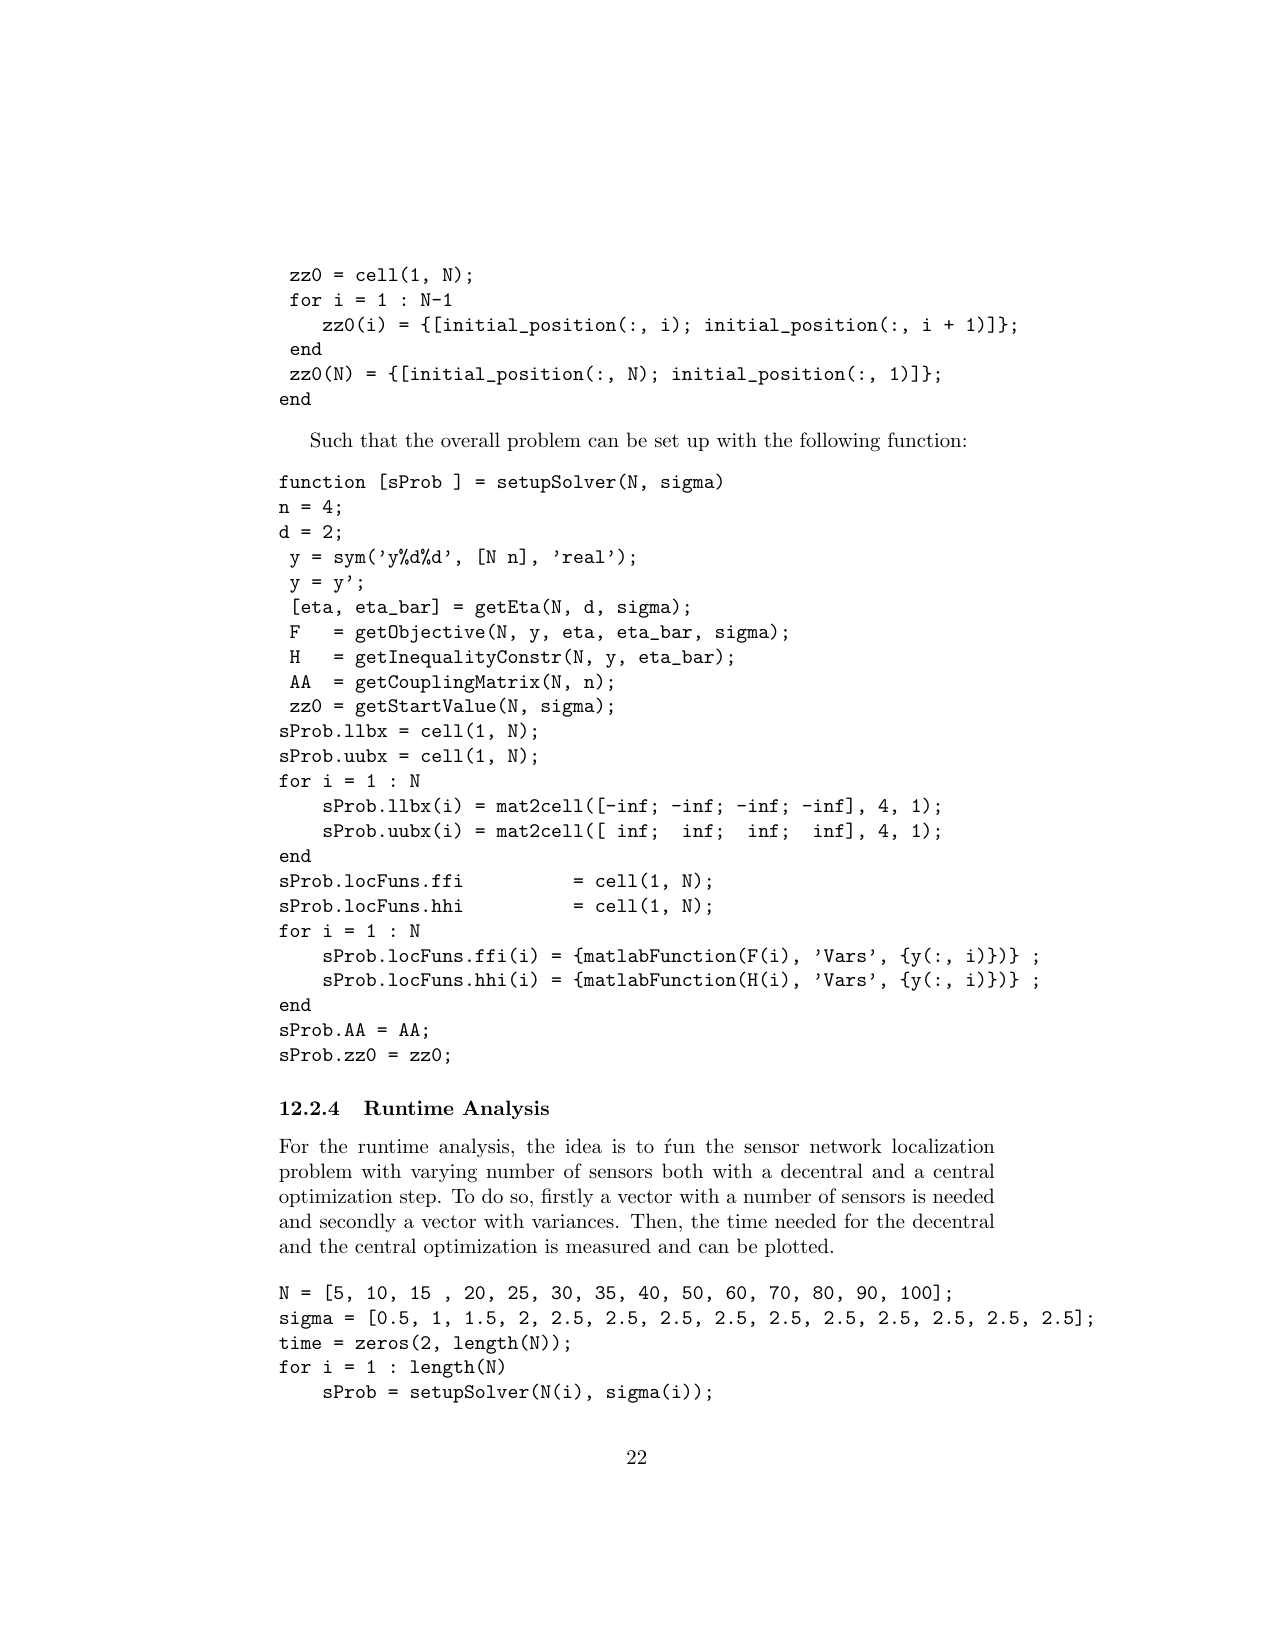 zz0 = cell(1, N);
for i = 1 : N-1
zz0(i) = {[initial_position(:, i); initial_position(:, i + 1)]};
end
zz0(N) = {[initial_position(:, N); initial_position(:, 1)]};
end
Such that the overall problem can be set up with the following function:
function [sProb ] = setupSolver(N, sigma)
n = 4;
d = 2;
y = sym('y%d%d', [N n], 'real');
y = y';
[eta, eta_bar] = getEta(N, d, sigma);
F   = getObjective(N, y, eta, eta_bar, sigma);
H   = getInequalityConstr(N, y, eta_bar);
AA  = getCouplingMatrix(N, n);
zz0 = getStartValue(N, sigma);
sProb.llbx = cell(1, N);
sProb.uubx = cell(1, N);
for i = 1 : N
sProb.llbx(i) = mat2cell([-inf; -inf; -inf; -inf], 4, 1);
sProb.uubx(i) = mat2cell([ inf;  inf;  inf;  inf], 4, 1);
end
sProb.locFuns.ffi          = cell(1, N);
sProb.locFuns.hhi          = cell(1, N);
for i = 1 : N
sProb.locFuns.ffi(i) = {matlabFunction(F(i), 'Vars', {y(:, i)})} ;
sProb.locFuns.hhi(i) = {matlabFunction(H(i), 'Vars', {y(:, i)})} ;
end
sProb.AA = AA;
sProb.zz0 = zz0;
12.2.4 Runtime Analysis
For the runtime analysis, the idea is to ŕun the sensor network localization
problem with varying number of sensors both with a decentral and a central
optimization step. To do so, firstly a vector with a number of sensors is needed
and secondly a vector with variances. Then, the time needed for the decentral
and the central optimization is measured and can be plotted.
N = [5, 10, 15 , 20, 25, 30, 35, 40, 50, 60, 70, 80, 90, 100];
sigma = [0.5, 1, 1.5, 2, 2.5, 2.5, 2.5, 2.5, 2.5, 2.5, 2.5, 2.5, 2.5, 2.5];
time = zeros(2, length(N));
for i = 1 : length(N)
sProb = setupSolver(N(i), sigma(i));
22